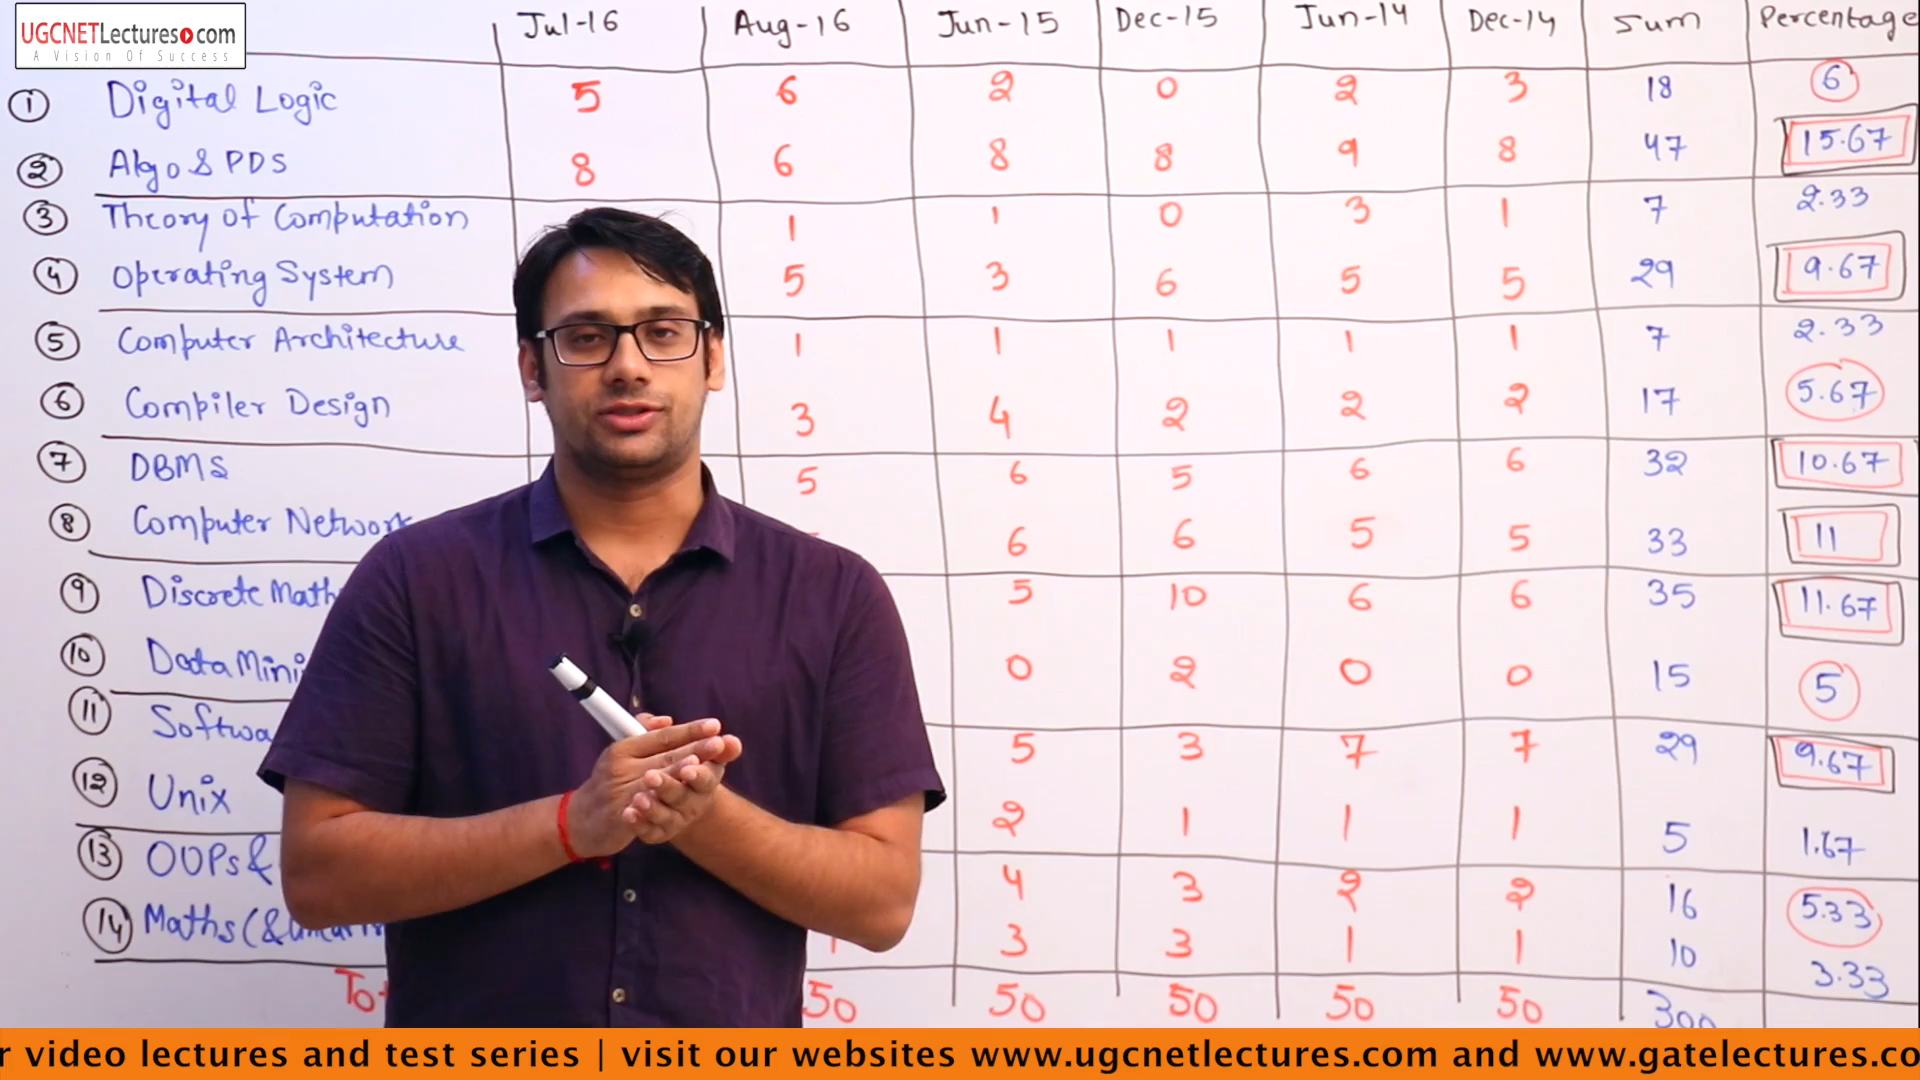 UGCNETLectures.com
A Vision Of Success
Jul-16 Aug-16 Jun-15 Dec-15 Jun-14 Dec-14 Sum Percentage
1 Digital Logic 5 6 2 0 2 3 18 6
2 Algo & PDS 8 6 8 8 9 8 47 15.67
3 Theory of Computation 1 1 0 3 1 7 2.33
4 Operating System 5 3 6 5 5 29 9.67
5 Computer Architecture 1 1 1 1 1 7 2.33
6 Compiler Design 3 4 2 2 2 17 5.67
7 DBMS 5 6 5 6 6 32 10.67
8 Computer Network 6 6 5 5 33 11
9 Discrete Math 5 10 6 6 35 11.67
10 Data Mini 0 2 0 0 15 5
11 Softwa 5 3 7 7 29 9.67
12 Unix 2 1 1 1 5 1.67
13 OOPs & 4 3 2 2 16 5.33
14 Maths (& 3 3 1 1 10 3.33
Tot 50 50 50 50 50 300
r video lectures and test series | visit our websites www.ugcnetlectures.com and www.gatelectures.co